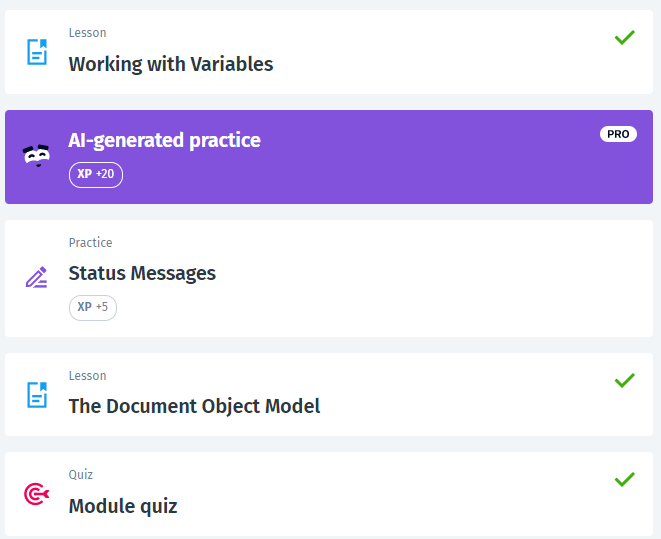 Lesson
Working with Variables
AI-generated practice
PRO
XP +20
Practice
Status Messages
XP +5
Lesson
The Document Object Model
Quiz
Module quiz